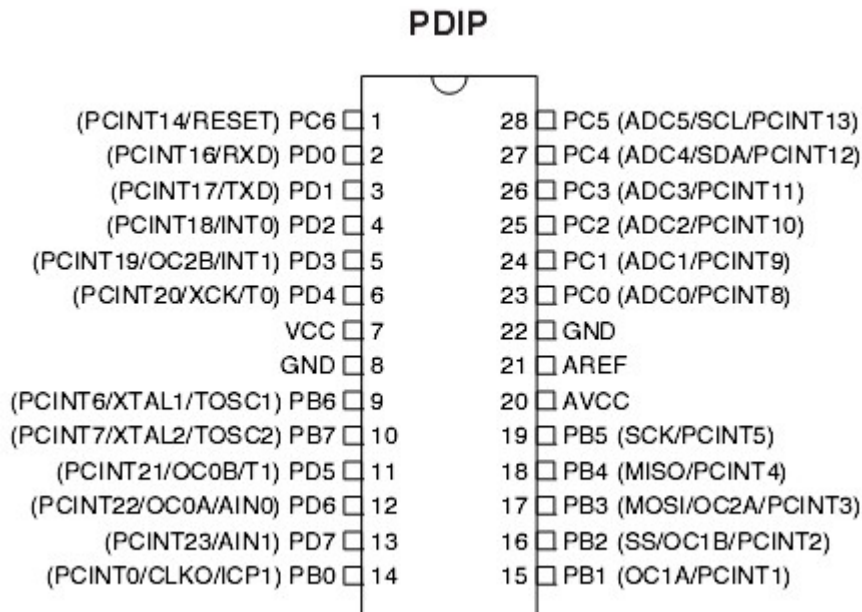 PDIP
(PCINT14/RESET) PC6 1 28 PC5 (ADC5/SCL/PCINT13)
(PCINT16/RXD) PD0 2 27 PC4 (ADC4/SDA/PCINT12)
(PCINT17/TXD) PD1 3 26 PC3 (ADC3/PCINT11)
(PCINT18/INT0) PD2 4 25 PC2 (ADC2/PCINT10)
(PCINT19/OC2B/INT1) PD3 5 24 PC1 (ADC1/PCINT9)
(PCINT20/XCK/T0) PD4 6 23 PC0 (ADC0/PCINT8)
VCC 7 22 GND
GND 8 21 AREF
(PCINT6/XTAL1/TOSC1) PB6 9 20 AVCC
(PCINT7/XTAL2/TOSC2) PB7 10 19 PB5 (SCK/PCINT5)
(PCINT21/OC0B/T1) PD5 11 18 PB4 (MISO/PCINT4)
(PCINT22/OC0A/AIN0) PD6 12 17 PB3 (MOSI/OC2A/PCINT3)
(PCINT23/AIN1) PD7 13 16 PB2 (SS/OC1B/PCINT2)
(PCINT0/CLKO/ICP1) PB0 14 15 PB1 (OC1A/PCINT1)